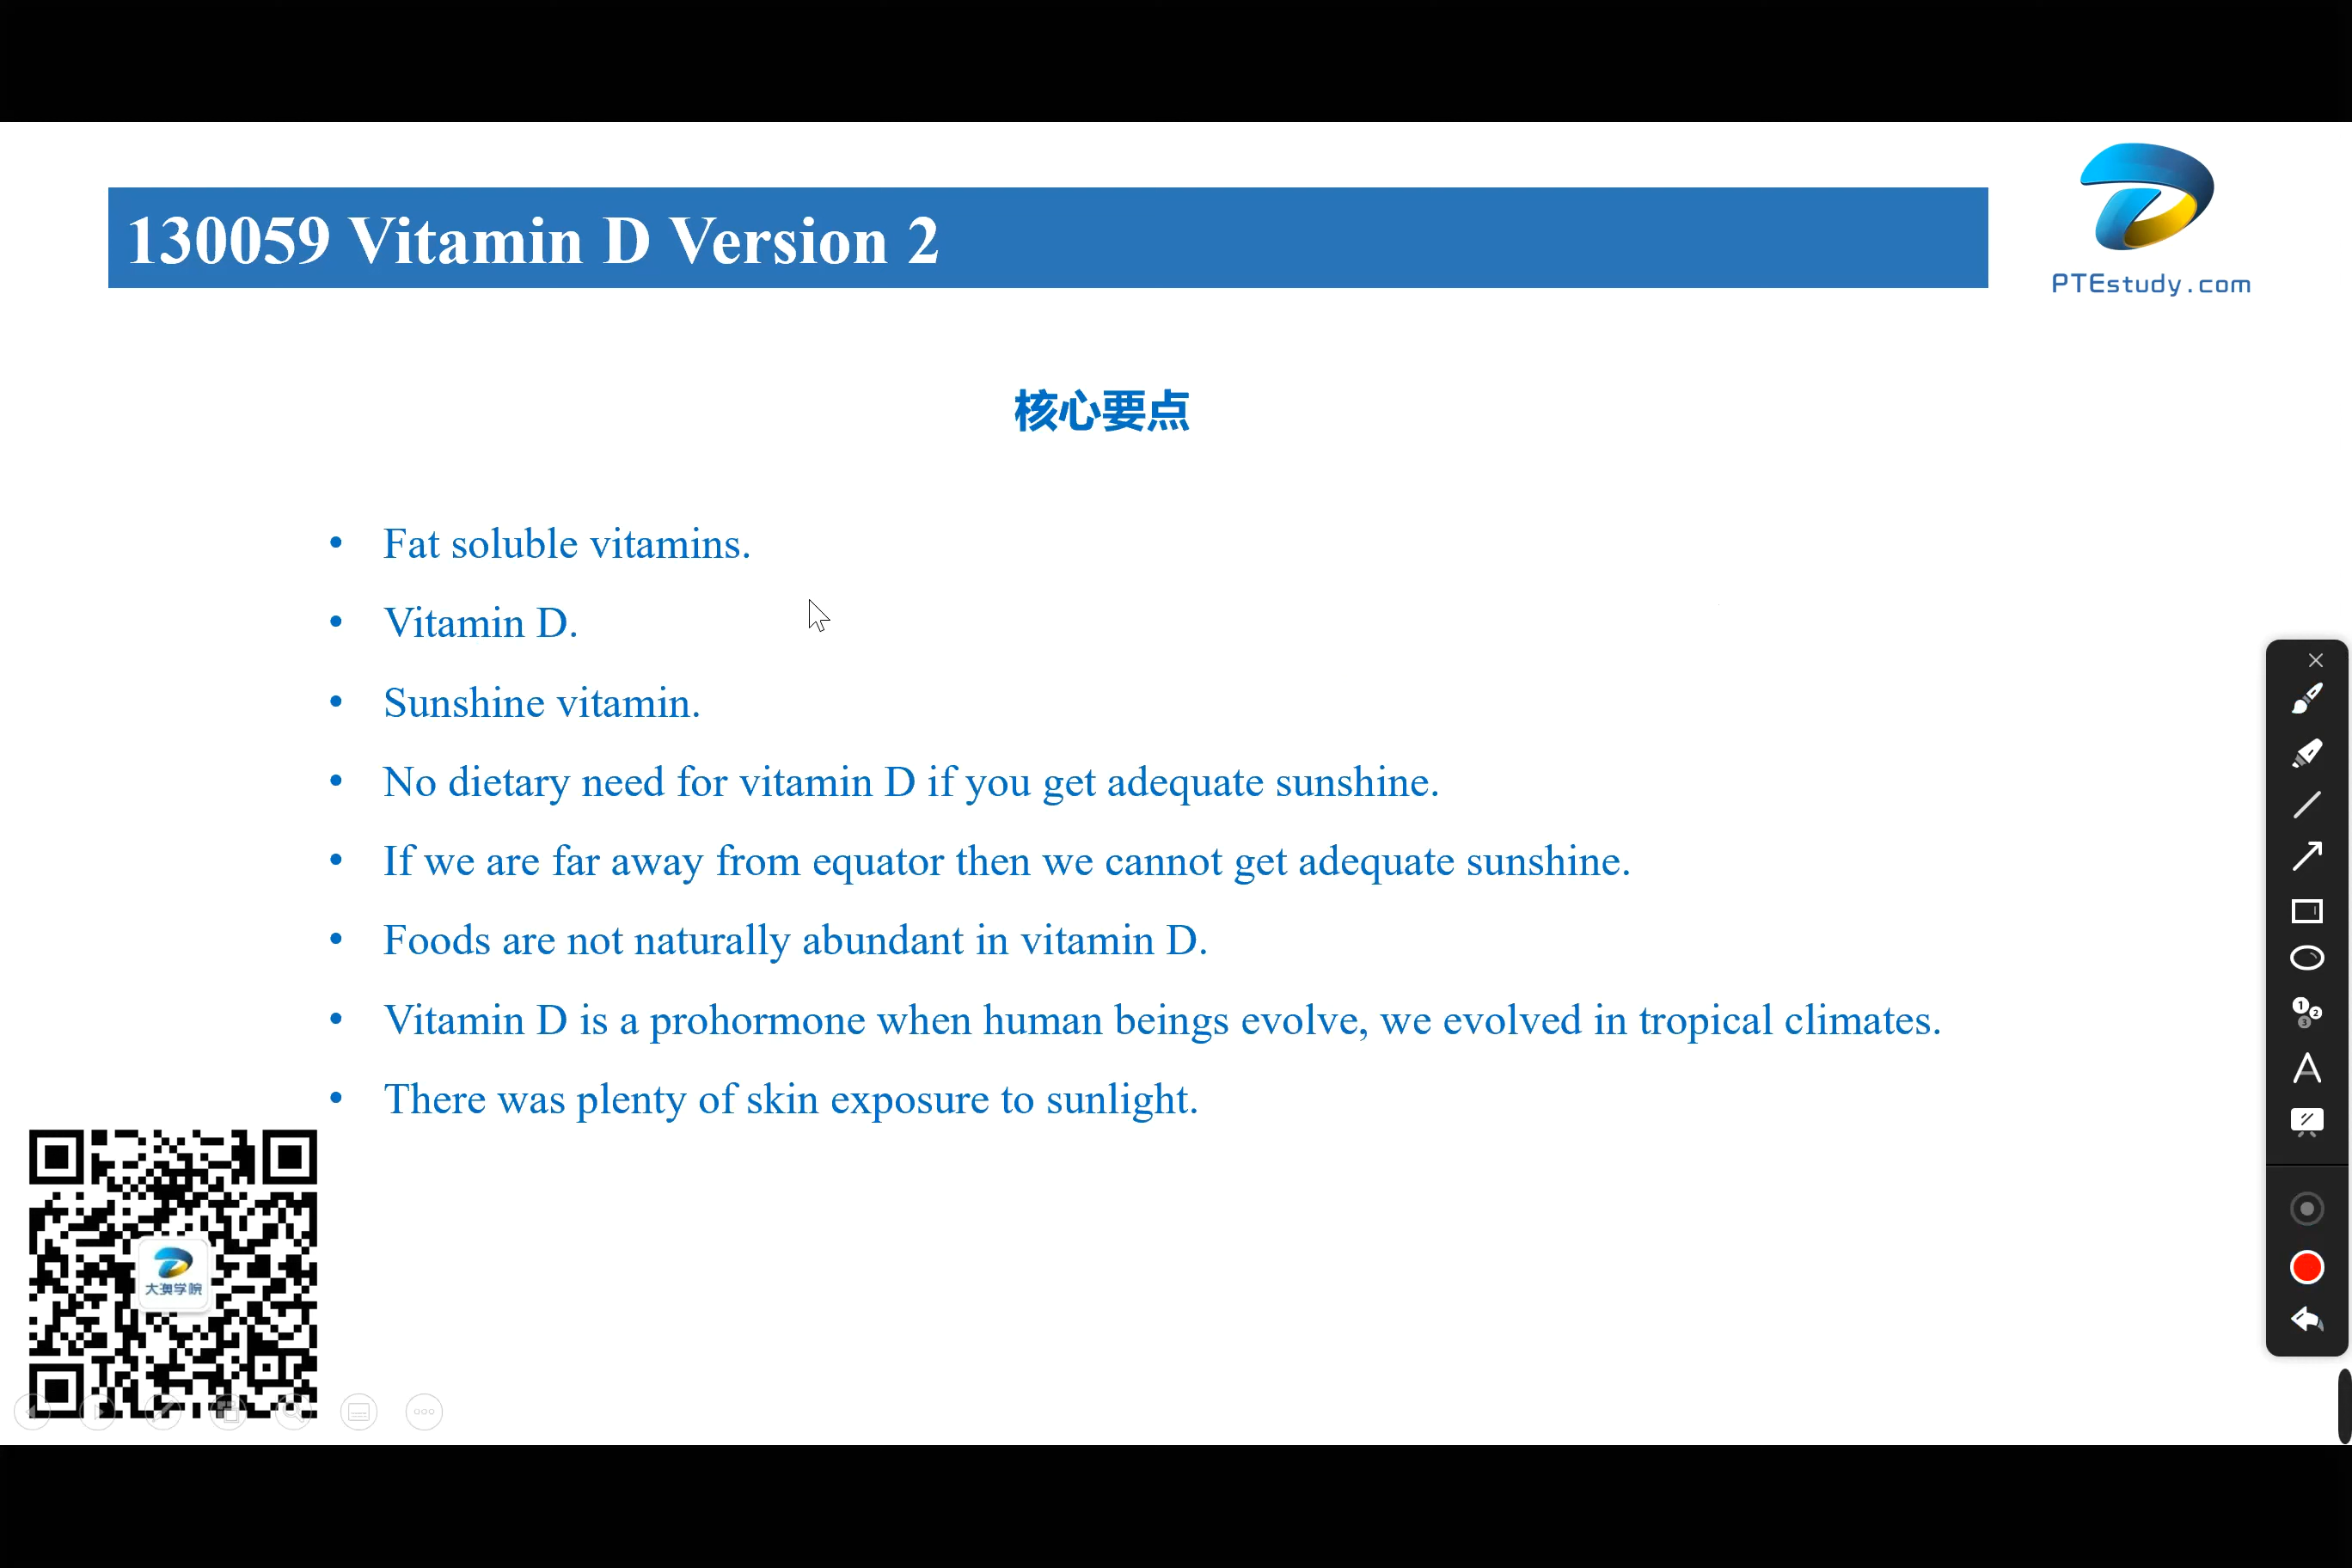 130059 Vitamin D Version 2
PTEstudy.com
核心要点
• Fat soluble vitamins.
• Vitamin D.
• Sunshine vitamin.
• No dietary need for vitamin D if you get adequate sunshine.
• If we are far away from equator then we cannot get adequate sunshine.
• Foods are not naturally abundant in vitamin D.
• Vitamin D is a prohormone when human beings evolve, we evolved in tropical climates.
• There was plenty of skin exposure to sunlight.
大澳学院